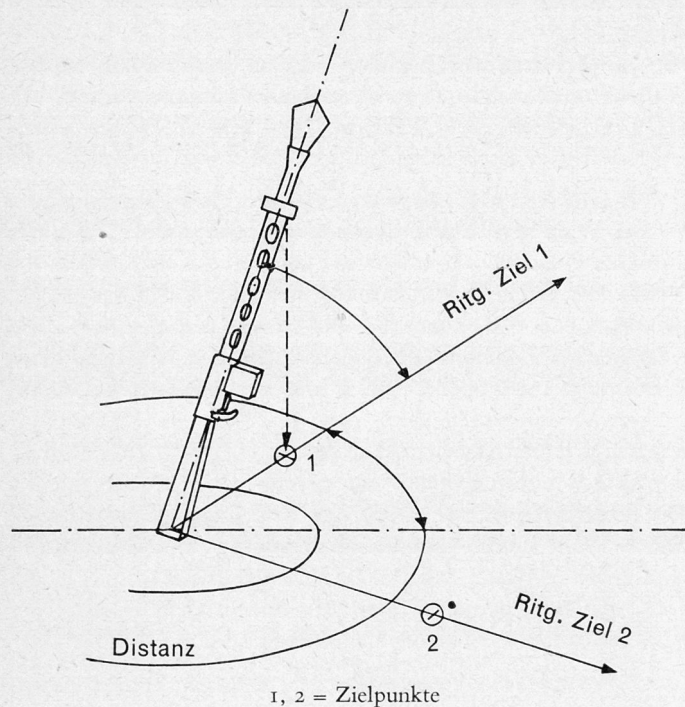 Ritg. Ziel 1
1
Ritg. Ziel 2
2
Distanz
1, 2 = Zielpunkte